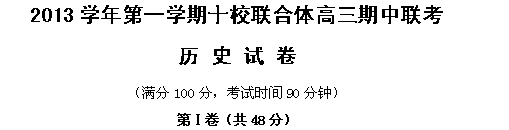 2013 学年第一学期十校联合体高三期中联考
历 史 试 卷
（满分 100 分，考试时间 90 分钟）
第 I 卷（共 48 分）